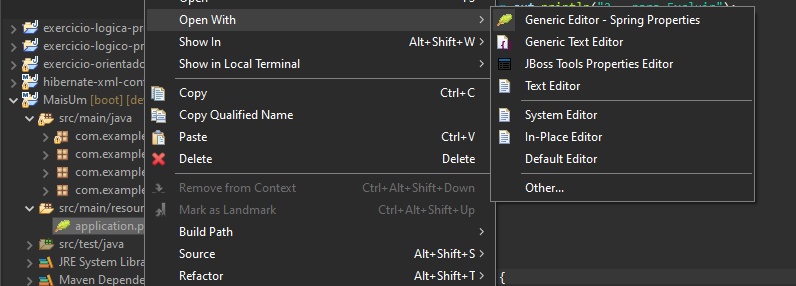 Open With >
Show In Alt+Shift+W >
Show in Local Terminal >
Copy Ctrl+C
Copy Qualified Name
Paste Ctrl+V
Delete Delete
Remove from Context Ctrl+Alt+Shift+Down
Mark as Landmark Ctrl+Alt+Shift+Up
Build Path >
Source Alt+Shift+S >
Refactor Alt+Shift+T >
Generic Editor - Spring Properties
Generic Text Editor
JBoss Tools Properties Editor
Text Editor
System Editor
In-Place Editor
Default Editor
Other...
exercicio-logica-pr
exercicio-logico-pr
exercicio-orientado
hibernate-xml-con
MaisUm [boot] [de
src/main/java
com.example
com.example
com.example
com.example
src/main/resour
application.p
src/test/java
JRE System Librar
Maven Depende
{